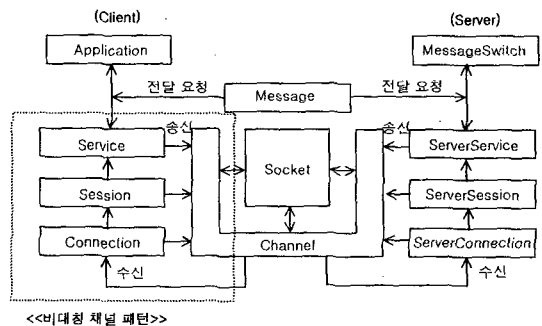 (Client)
(Server)
Application
MessageSwitch
전달 요청
Message
전달 요청
송신
송신
Service
Socket
ServerService
Session
ServerSession
Connection
Channel
ServerConnection
수신
수신
<<비대칭 채널 패턴>>